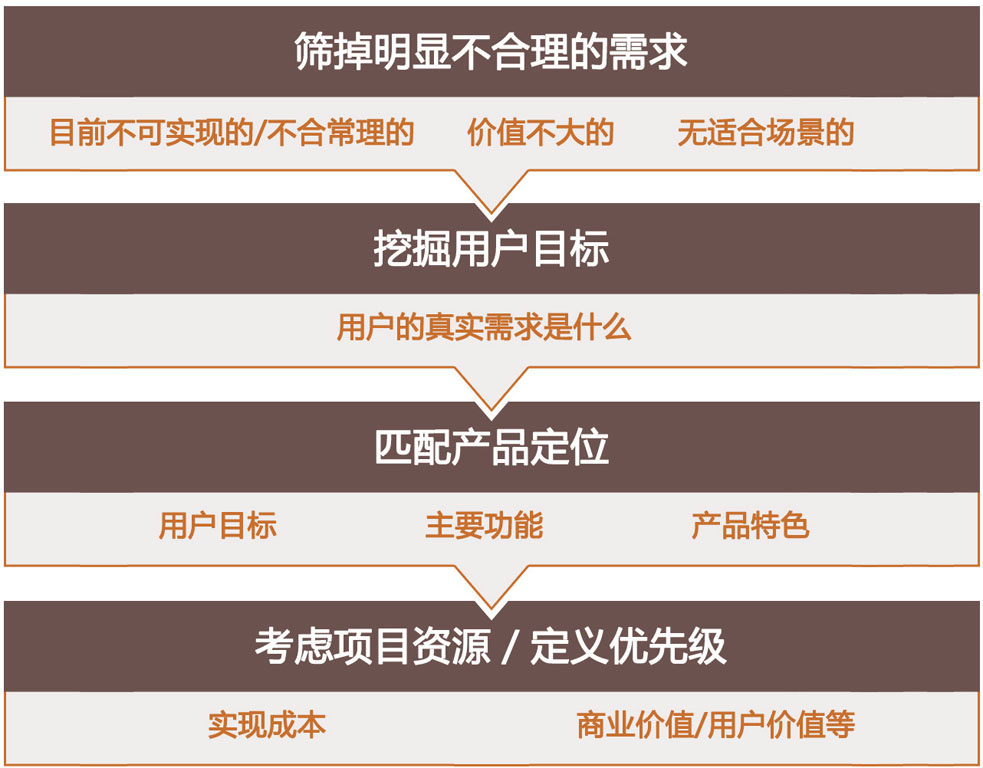 筛掉明显不合理的需求
目前不可实现的/不合常理的 价值不大的 无适合场景的
挖掘用户目标
用户的真实需求是什么
匹配产品定位
用户目标 主要功能 产品特色
考虑项目资源 / 定义优先级
实现成本 商业价值/用户价值等